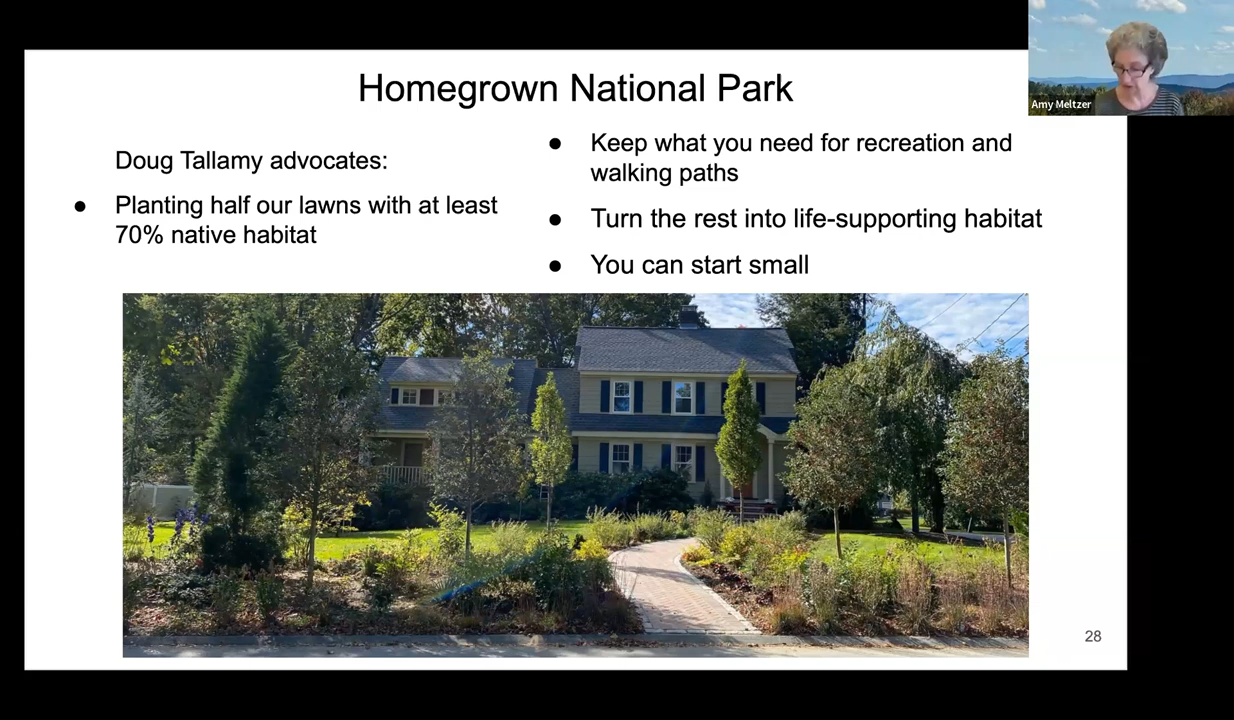 Homegrown National Park
Amy Meltzer
Doug Tallamy advocates:
● Planting half our lawns with at least
70% native habitat
● Keep what you need for recreation and
walking paths
● Turn the rest into life-supporting habitat
● You can start small
28